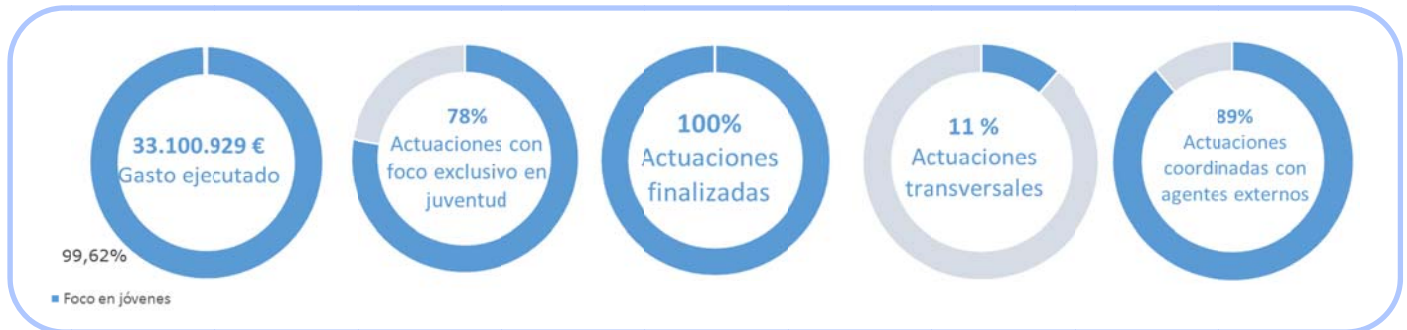 33.100.929 €
Gasto ejecutado
99,62%
Foco en jóvenes
78%
Actuaciones con
foco exclusivo en
juventud
100%
Actuaciones
finalizadas
11 %
Actuaciones
transversales
89%
Actuaciones
coordinadas con
agentes externos